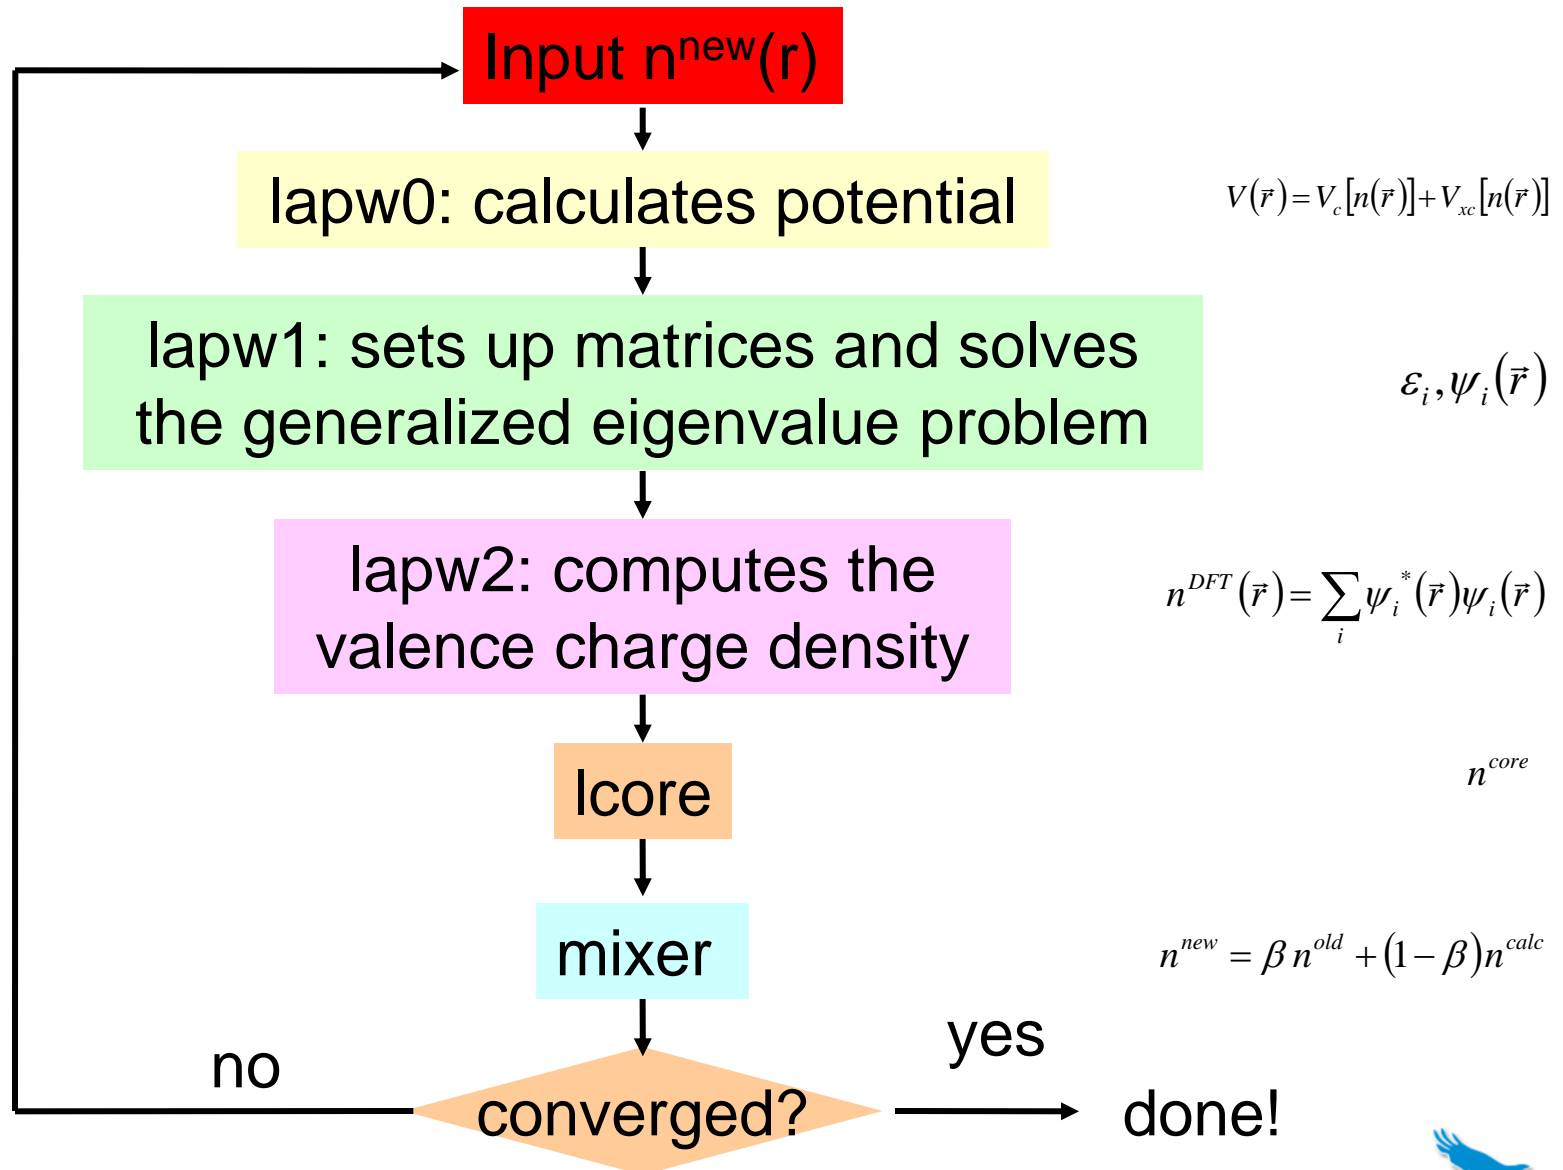 Input nⁿᵉʷ(r)
lapw0: calculates potential
V(r⃗) = V_c[n(r⃗)] + V_xc[n(r⃗)]
lapw1: sets up matrices and solves
the generalized eigenvalue problem
ε_i, ψ_i(r⃗)
lapw2: computes the
valence charge density
n^{DFT}(r⃗) = ∑_i ψ_i^*(r⃗)ψ_i(r⃗)
lcore
n^{core}
mixer
n^{new} = β n^{old} + (1 − β)n^{calc}
no
yes
converged?
done!